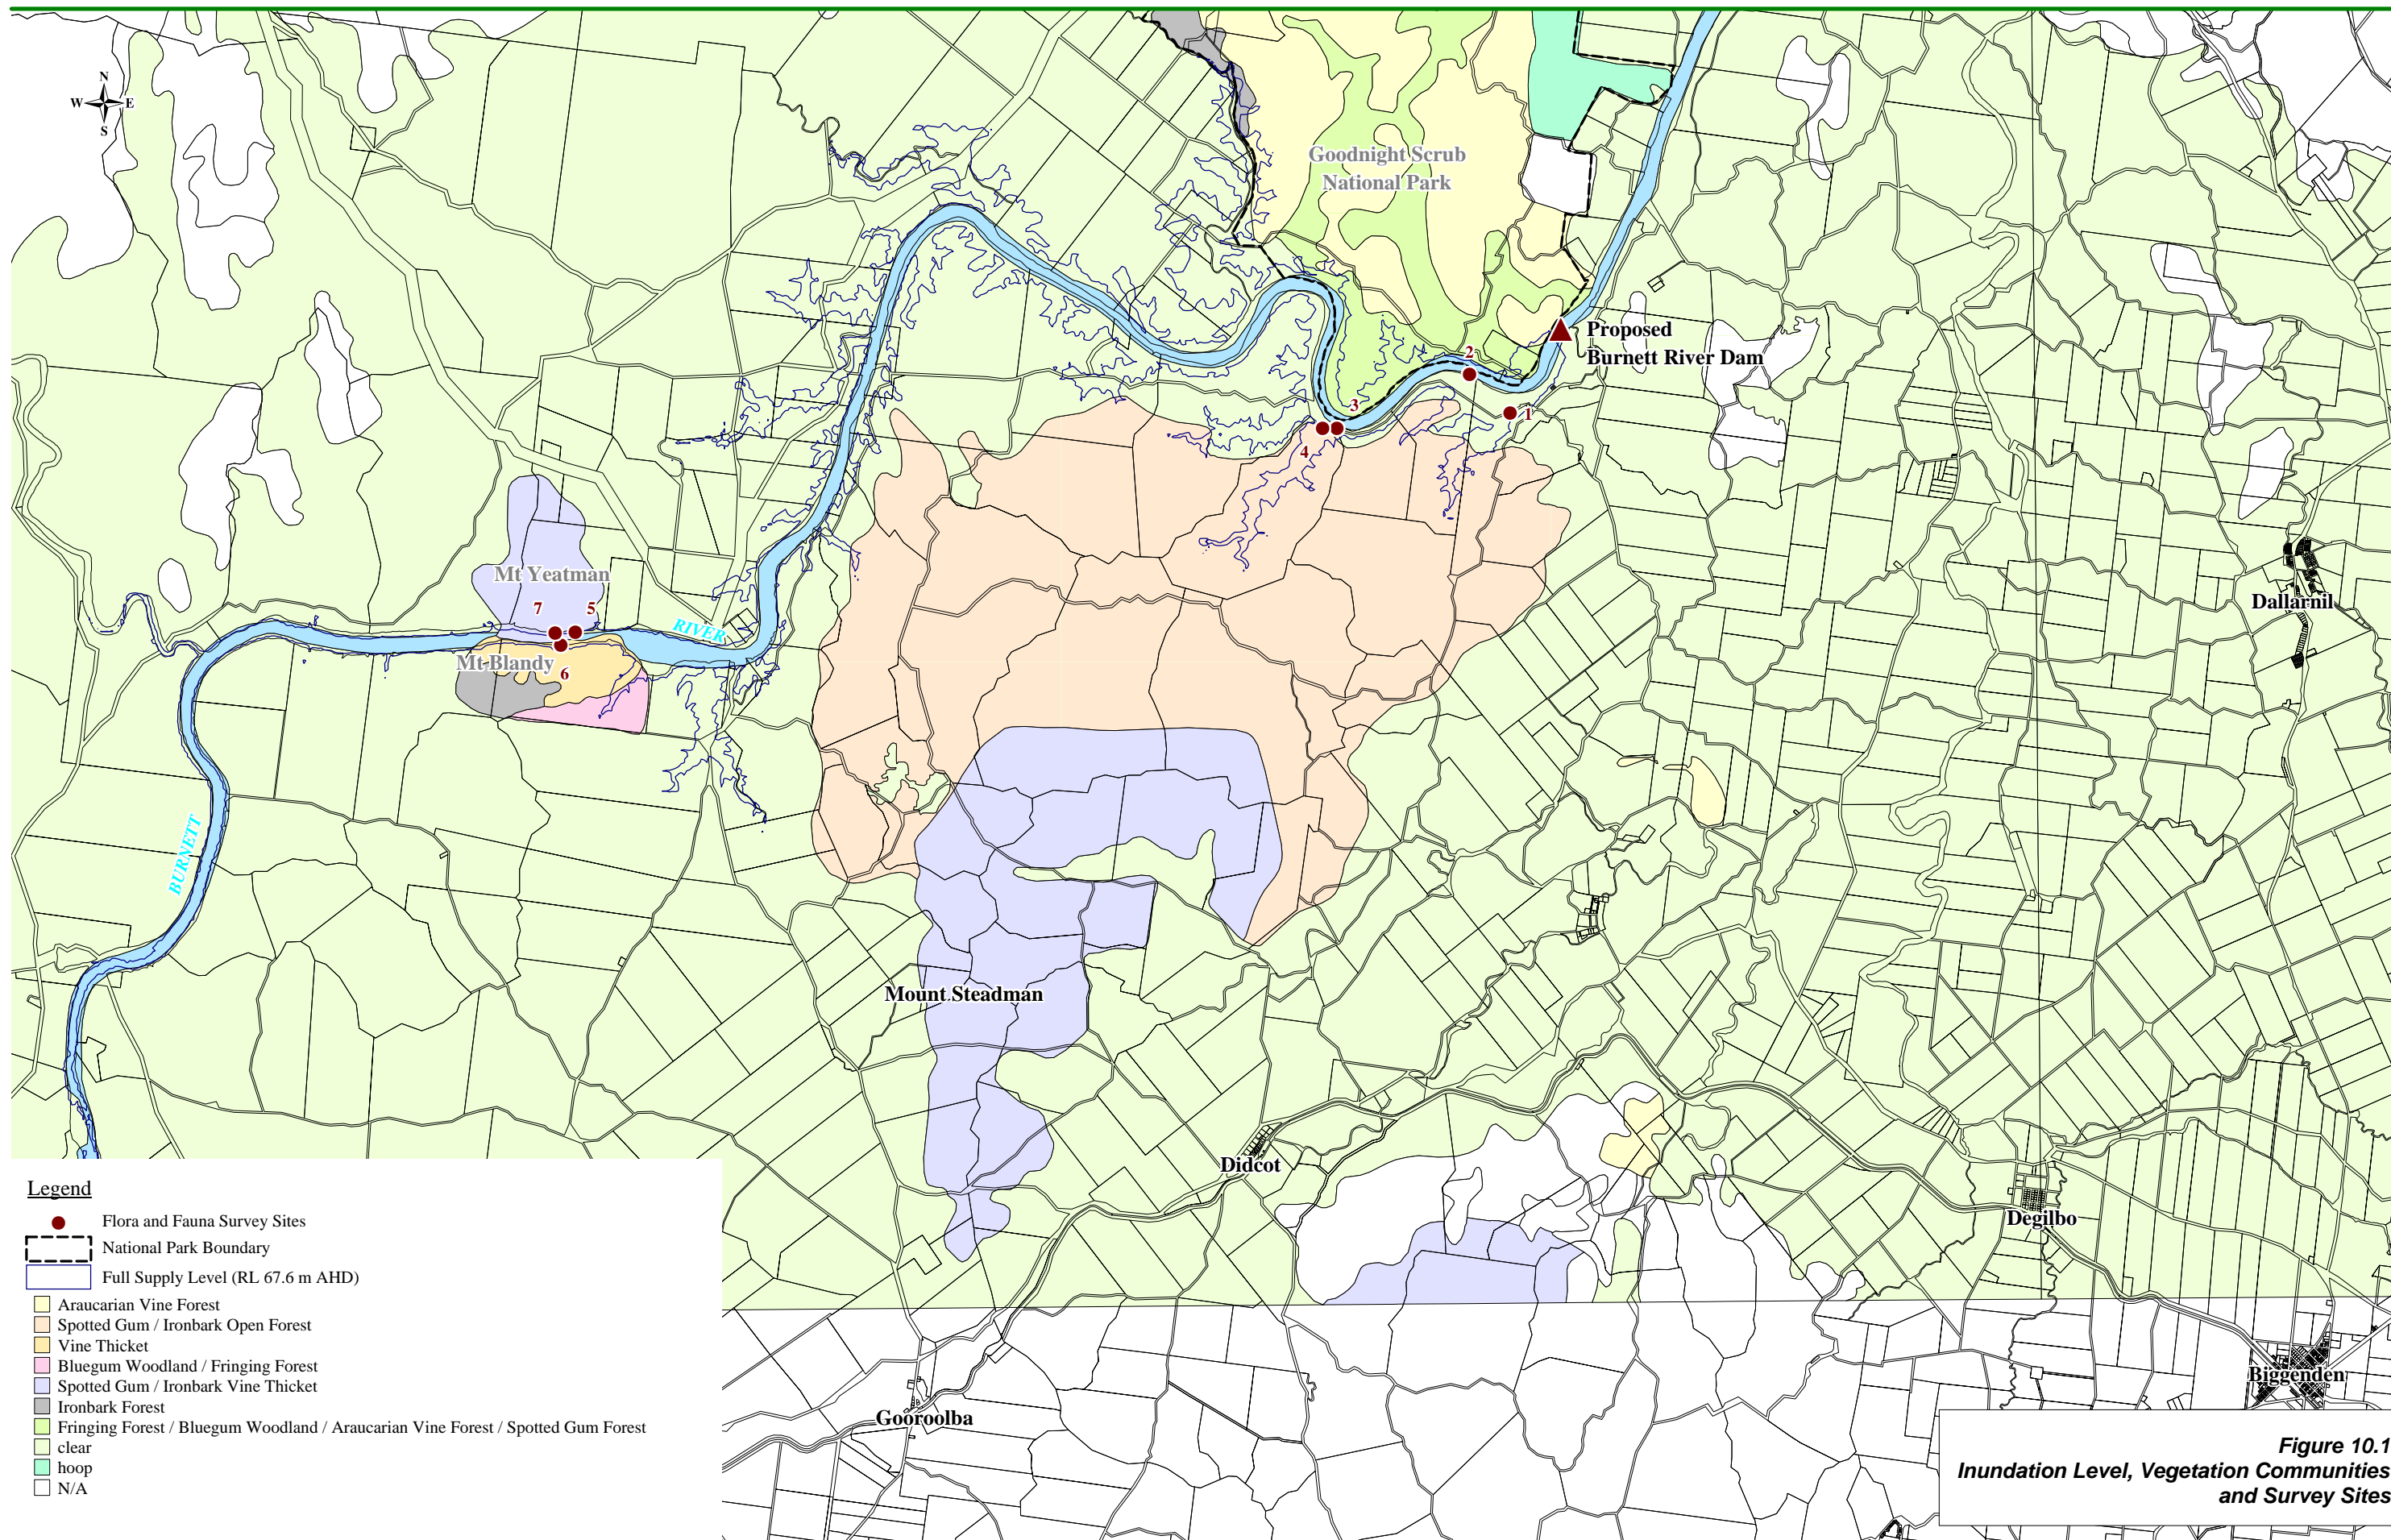 N
W E
S
Goodnight Scrub
National Park
Proposed
Burnett River Dam
2
1
3
4
Mt Yeatman
7
5
RIVER
Mt Blandy
6
Dallarnil
BURNETT
Mount Steadman
Didcot
Degilbo
Biggenden
Gooroolba
Legend
Flora and Fauna Survey Sites
National Park Boundary
Full Supply Level (RL 67.6 m AHD)
Araucarian Vine Forest
Spotted Gum / Ironbark Open Forest
Vine Thicket
Bluegum Woodland / Fringing Forest
Spotted Gum / Ironbark Vine Thicket
Ironbark Forest
Fringing Forest / Bluegum Woodland / Araucarian Vine Forest / Spotted Gum Forest
clear
hoop
N/A
Figure 10.1
Inundation Level, Vegetation Communities
and Survey Sites